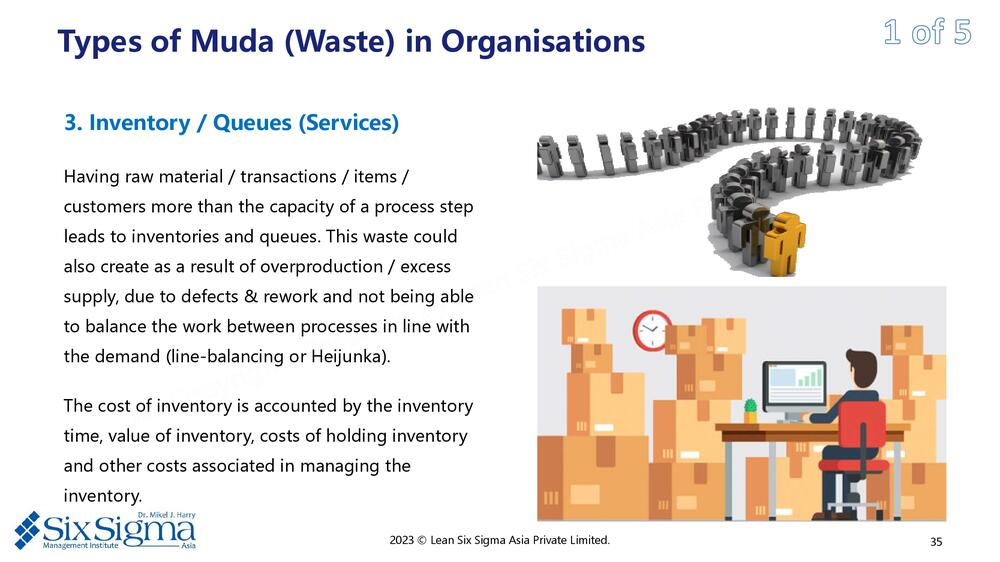 Types of Muda (Waste) in Organisations
1 of 5
3. Inventory / Queues (Services)
Having raw material / transactions / items /
customers more than the capacity of a process step
leads to inventories and queues. This waste could
also create as a result of overproduction / excess
supply, due to defects & rework and not being able
to balance the work between processes in line with
the demand (line-balancing or Heijunka).
The cost of inventory is accounted by the inventory
time, value of inventory, costs of holding inventory
and other costs associated in managing the
inventory.
Dr. Mikel J. Harry
SixSigma
Management Institute Asia
2023 © Lean Six Sigma Asia Private Limited.
35